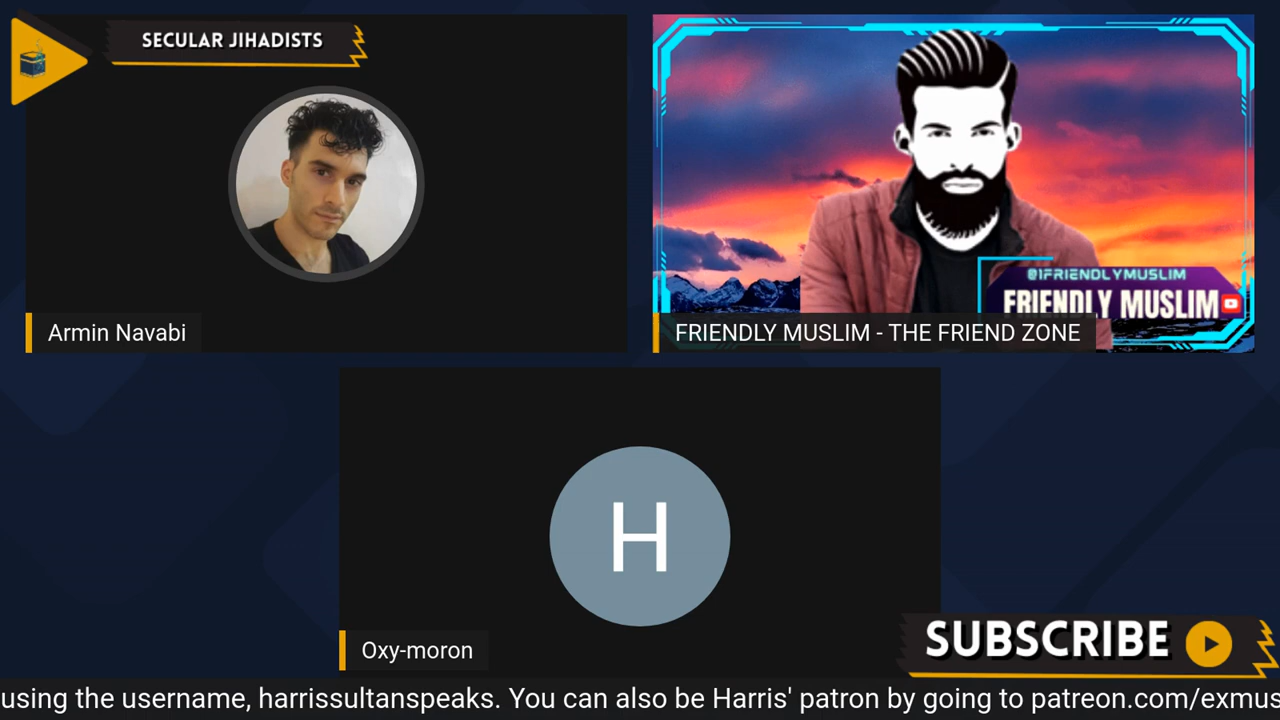 SECULAR JIHADISTS
Armin Navabi
@1FRIENDLYMUSLIM
FRIENDLY MUSLIM
FRIENDLY MUSLIM - THE FRIEND ZONE
H
Oxy-moron
SUBSCRIBE
using the username, harrissultanspeaks. You can also be Harris' patron by going to patreon.com/exmus